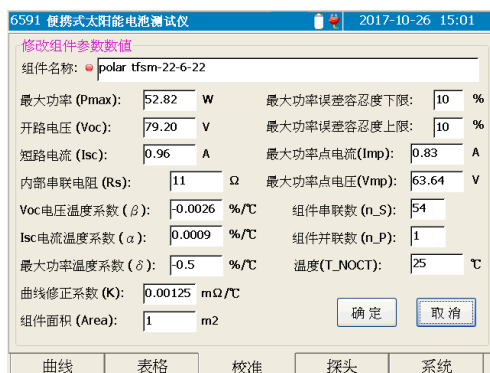 6591 便携式太阳能电池测试仪 2017-10-26 15:01
修改组件参数数值
组件名称: polar tfsm-22-6-22
最大功率 (Pmax): 52.82 W 最大功率误差容忍度下限: 10 %
开路电压 (Voc): 79.20 V 最大功率误差容忍度上限: 10 %
短路电流 (Isc): 0.96 A 最大功率点电流(Imp): 0.83 A
内部串联电阻 (Rs): 11 Ω 最大功率点电压(Vmp): 63.64 V
Voc电压温度系数 (β): -0.0026 %/℃ 组件串联数 (n_S): 54
Isc电流温度系数 (α): 0.0009 %/℃ 组件并联数 (n_P): 1
最大功率温度系数 (δ): -0.5 %/℃ 温度(T_NOCT): 25 ℃
曲线修正系数 (K): 0.00125 mΩ/℃
组件面积 (Area): 1 m2
确定 取消
曲线 表格 校准 探头 系统